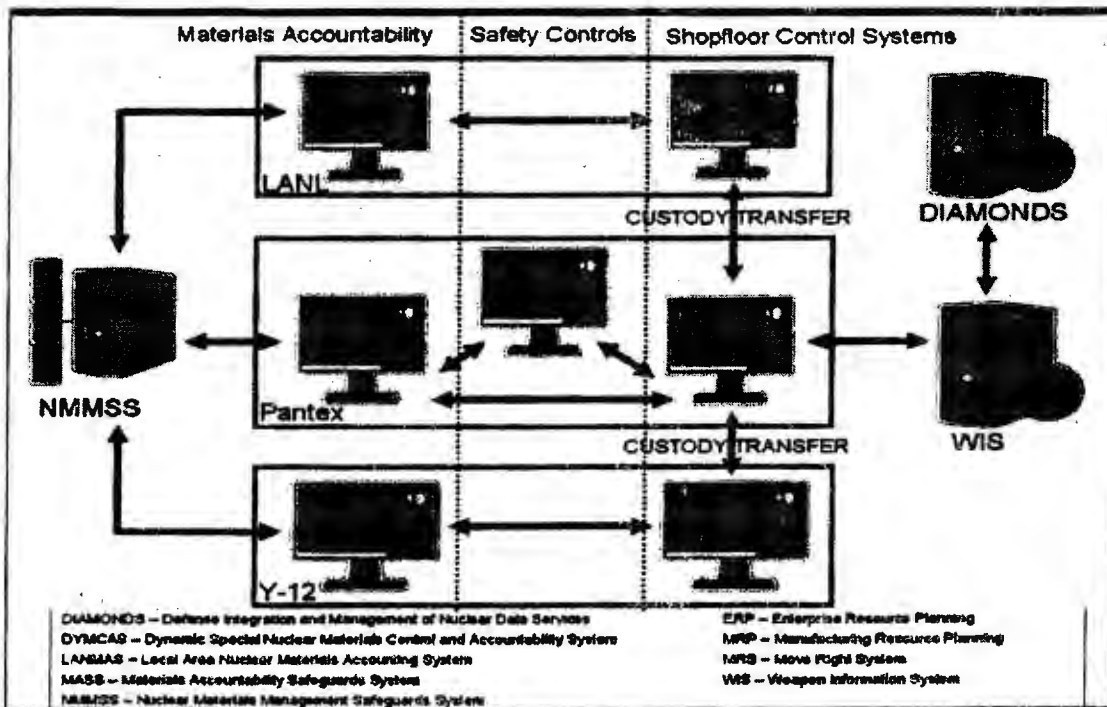 Materials Accountability
Safety Controls
Shopfloor Control Systems
LANL
DIAMONDS
CUSTODY TRANSFER
NMMSS
Pantex
WIS
CUSTODY TRANSFER
Y-12
DIAMONDS – Defense Integration and Management of Nuclear Data Services
DYMCAS – Dynamic Special Nuclear Materials Control and Accountability System
LANMAS – Local Area Nuclear Materials Accounting System
MASS – Materials Accountability Safeguards System
NMMSS – Nuclear Materials Management Safeguards System
ERP – Enterprise Resource Planning
MRP – Manufacturing Resource Planning
MRS – Move Right System
WIS – Weapon Information System